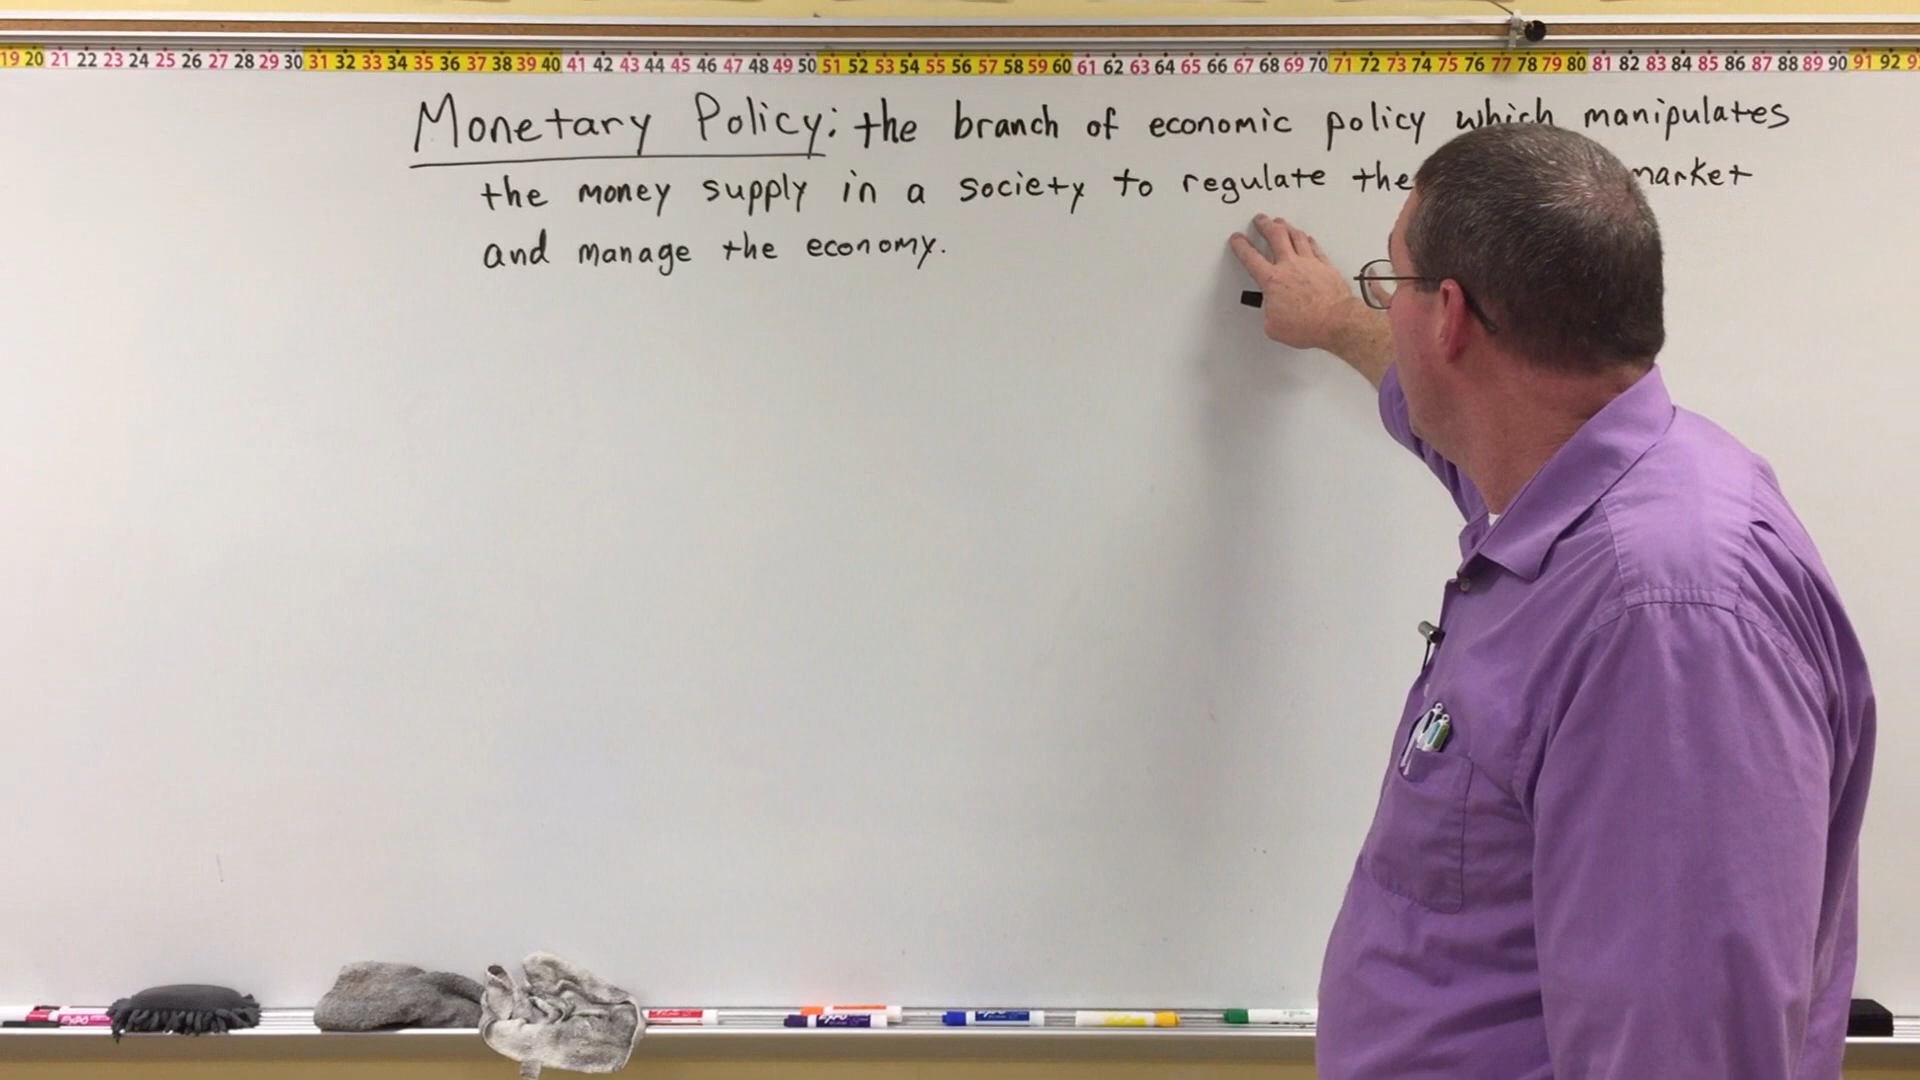 19 20 21 22 23 24 25 26 27 28 29 30 31 32 33 34 35 36 37 38 39 40 41 42 43 44 45 46 47 48 49 50 51 52 53 54 55 56 57 58 59 60 61 62 63 64 65 66 67 68 69 70 71 72 73 74 75 76 77 78 79 80 81 82 83 84 85 86 87 88 89 90 91 92 9
Monetary Policy: the branch of economic policy which manipulates
the money supply in a society to regulate the market
and manage the economy.
EXPO